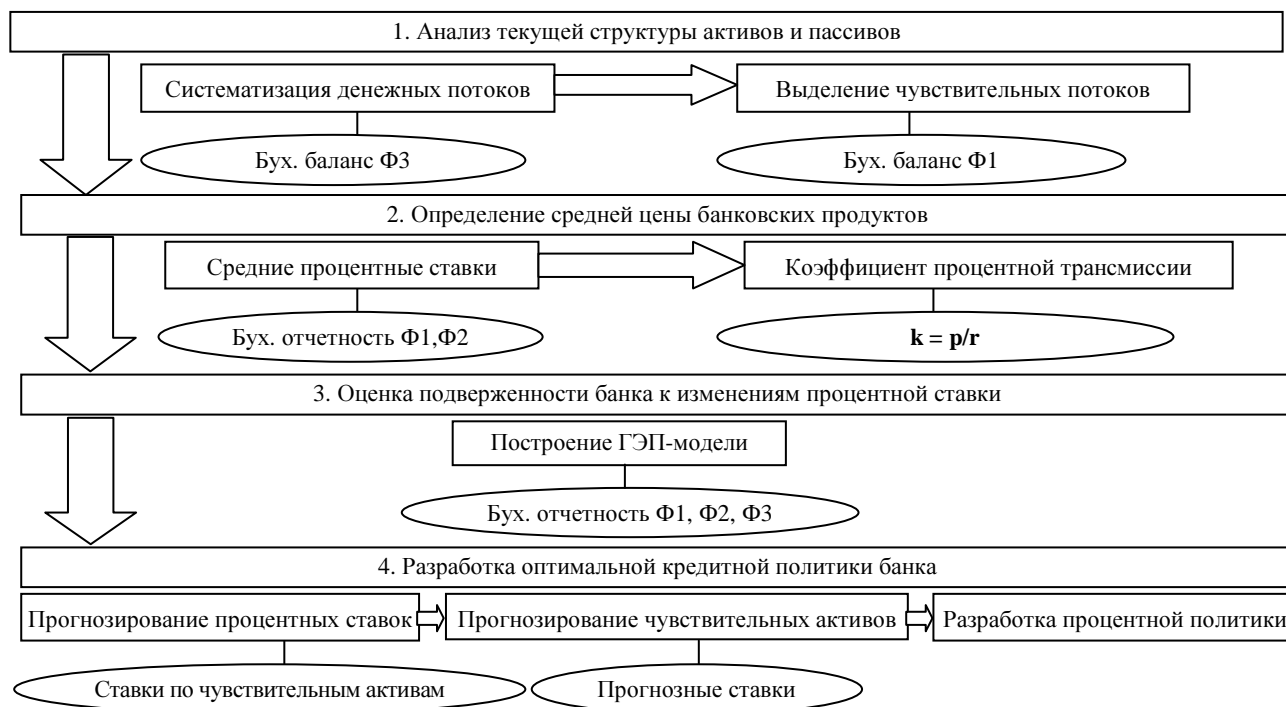 1. Анализ текущей структуры активов и пассивов
Систематизация денежных потоков
Выделение чувствительных потоков
Бух. баланс Ф3
Бух. баланс Ф1
2. Определение средней цены банковских продуктов
Средние процентные ставки
Коэффициент процентной трансмиссии
Бух. отчетность Ф1,Ф2
k = p/r
3. Оценка подверженности банка к изменениям процентной ставки
Построение ГЭП-модели
Бух. отчетность Ф1, Ф2, Ф3
4. Разработка оптимальной кредитной политики банка
Прогнозирование процентных ставок
Прогнозирование чувствительных активов
Разработка процентной политики
Ставки по чувствительным активам
Прогнозные ставки